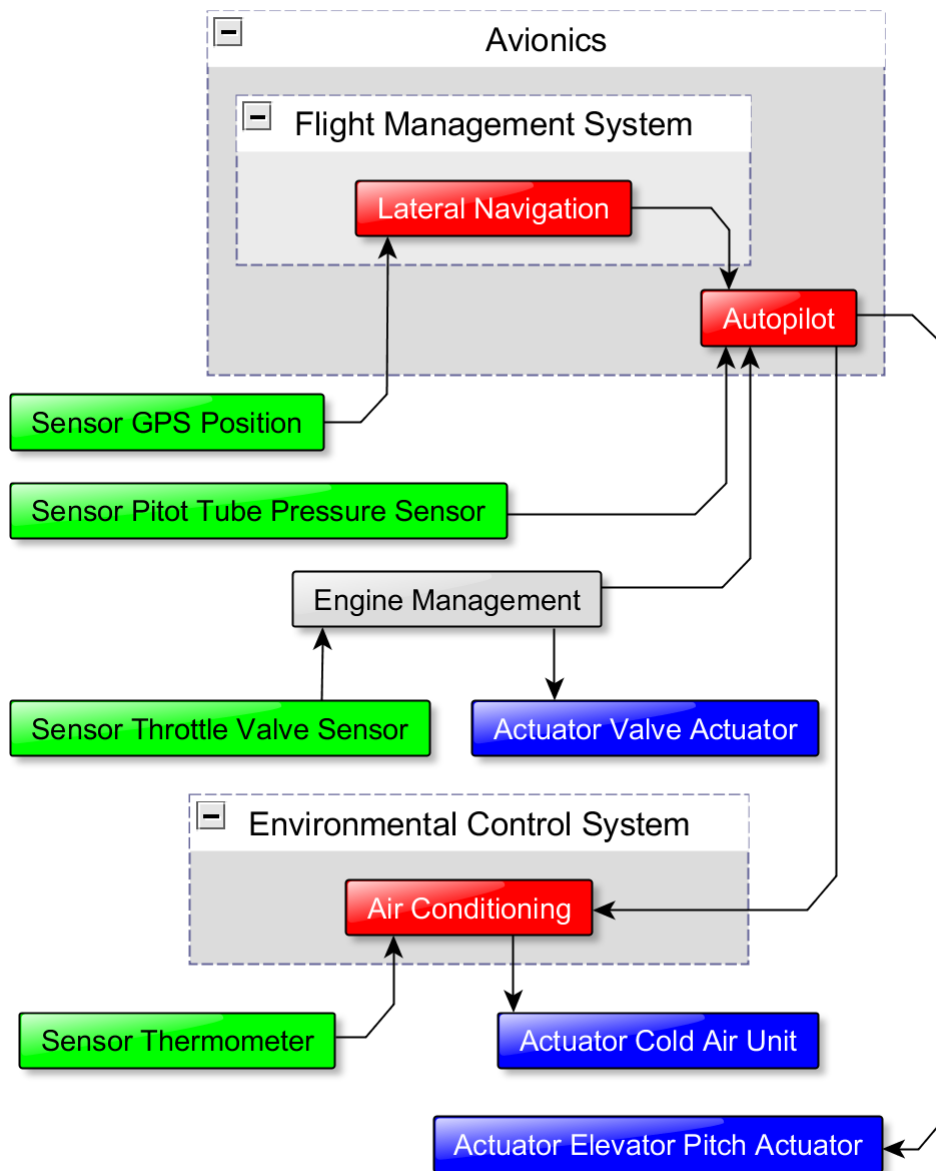 Avionics
Flight Management System
Lateral Navigation
Autopilot
Sensor GPS Position
Sensor Pitot Tube Pressure Sensor
Engine Management
Sensor Throttle Valve Sensor
Actuator Valve Actuator
Environmental Control System
Air Conditioning
Sensor Thermometer
Actuator Cold Air Unit
Actuator Elevator Pitch Actuator